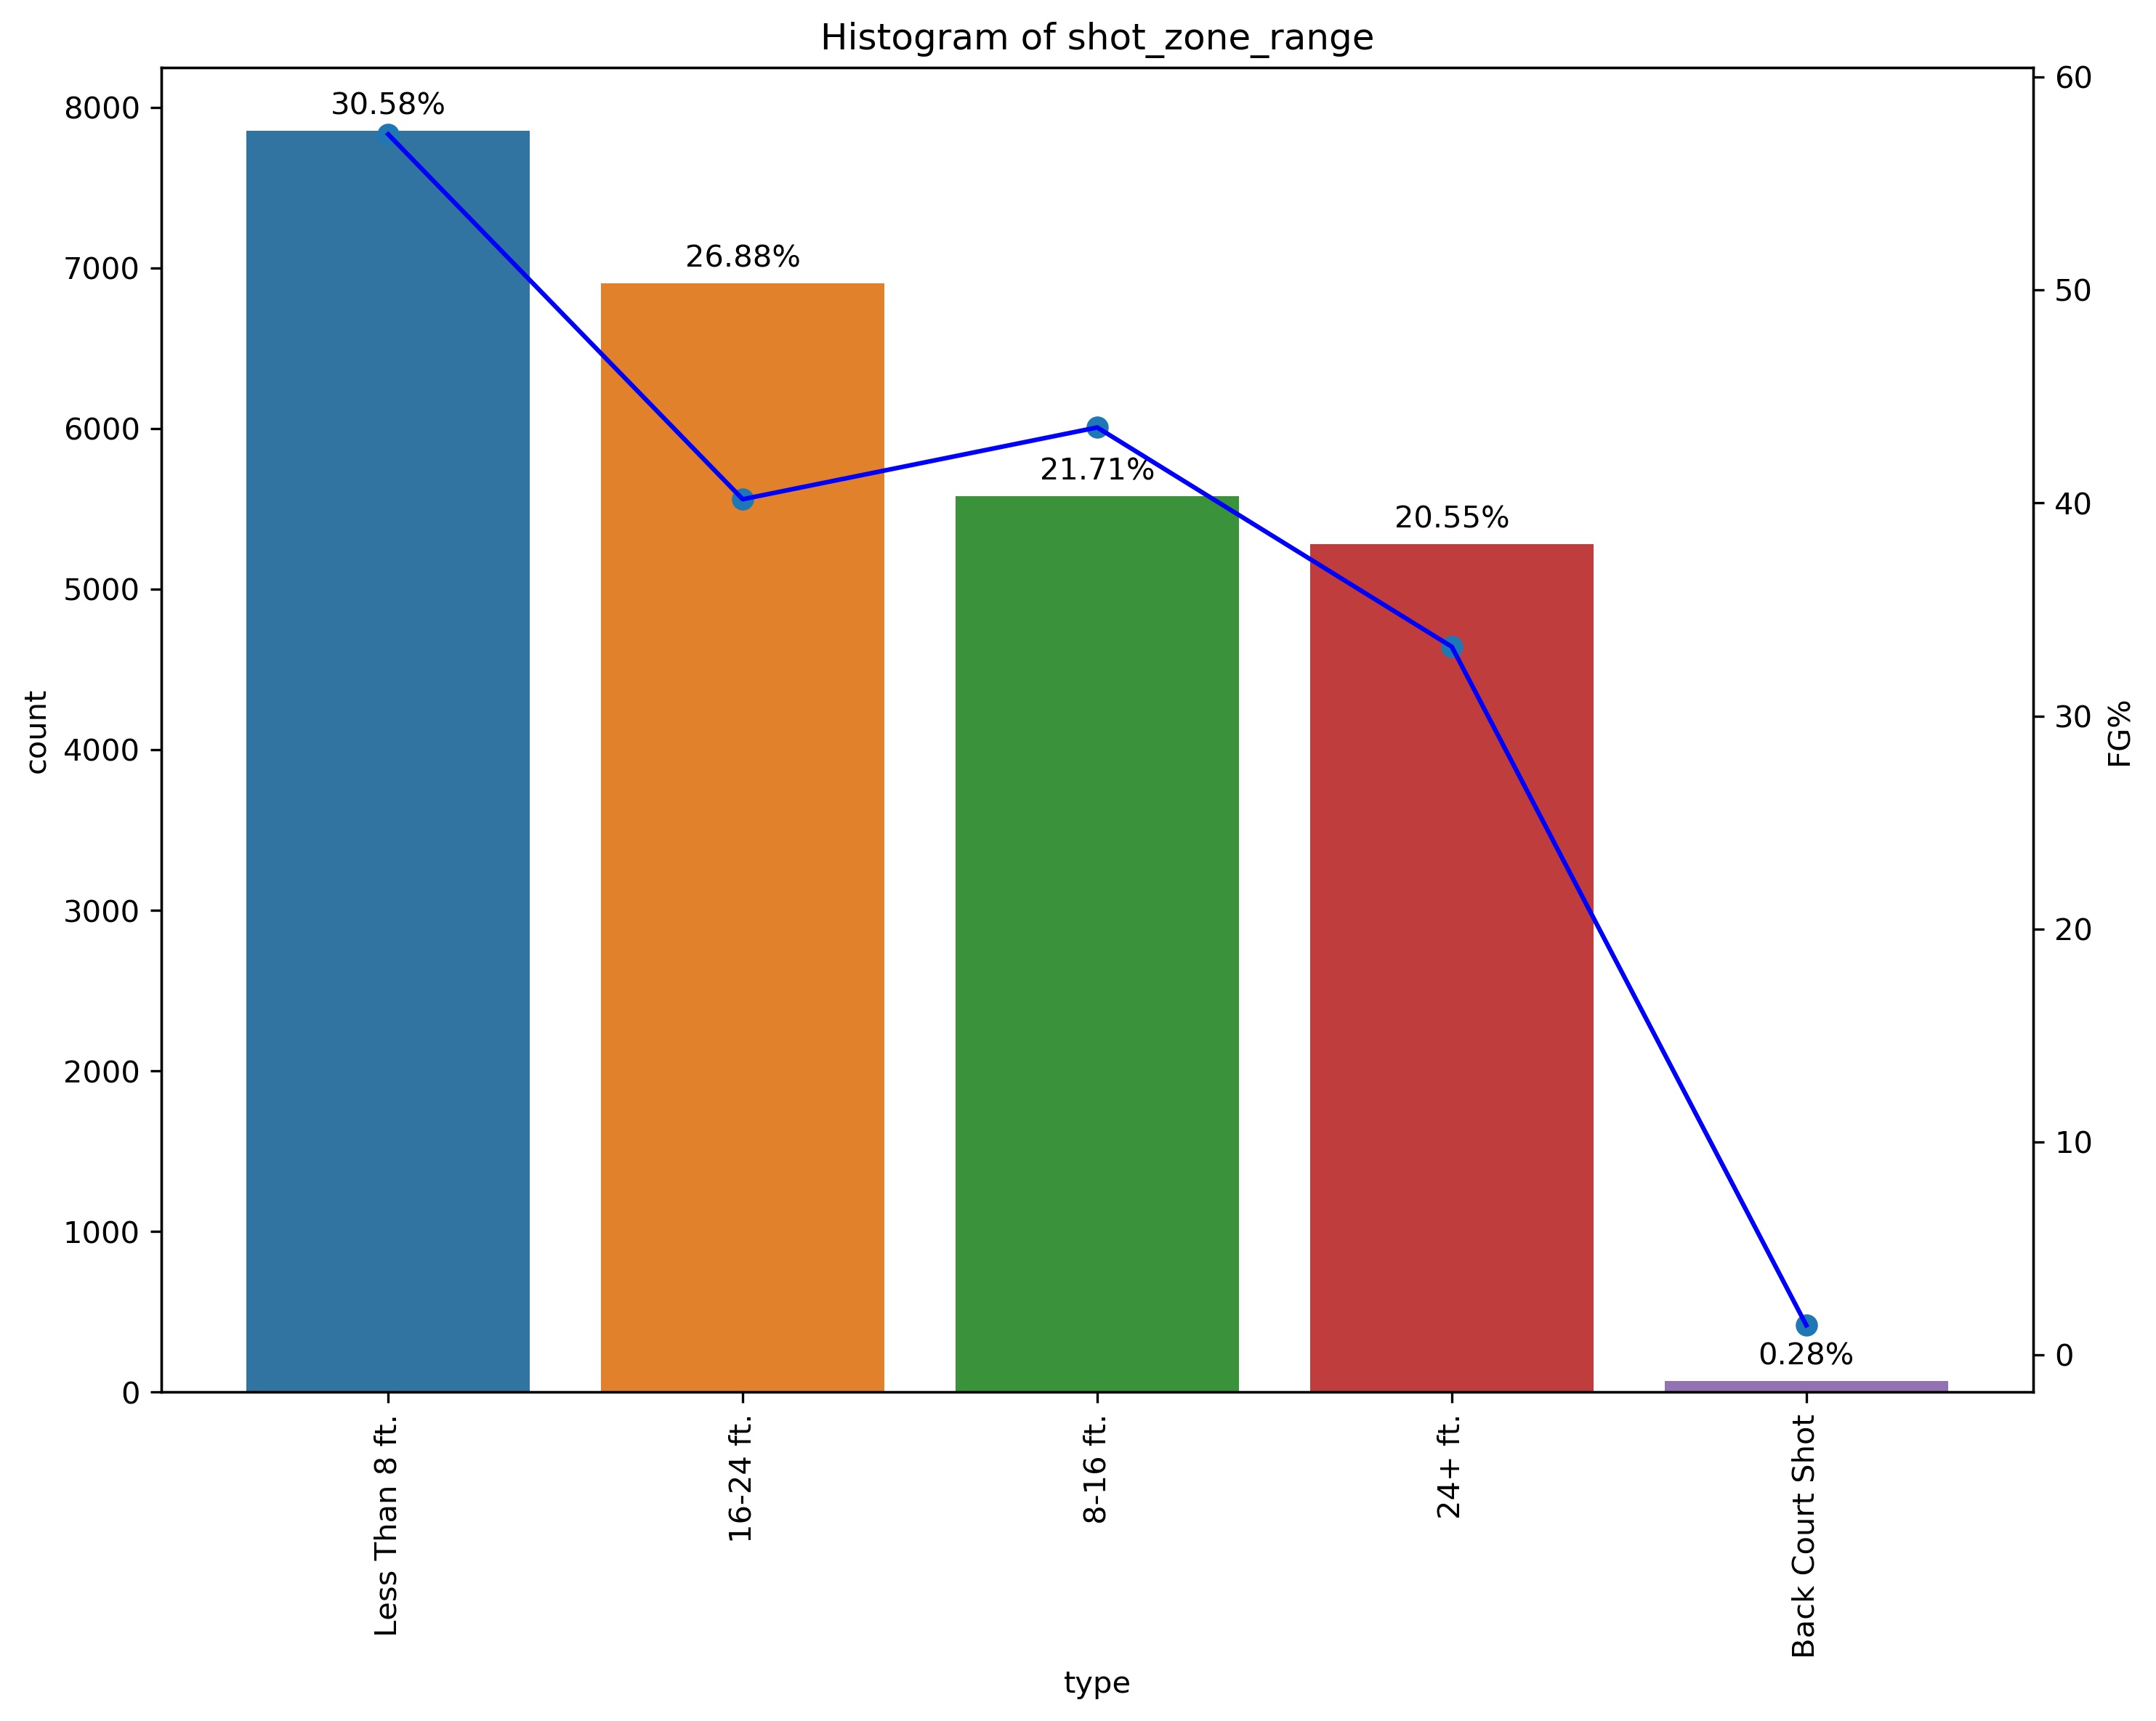 Histogram of shot_zone_range
8000
7000
6000
5000
4000
3000
2000
1000
0
count
30.58%
26.88%
21.71%
20.55%
0.28%
60
50
40
30
20
10
0
FG%
Less Than 8 ft.
16-24 ft.
8-16 ft.
24+ ft.
Back Court Shot
type